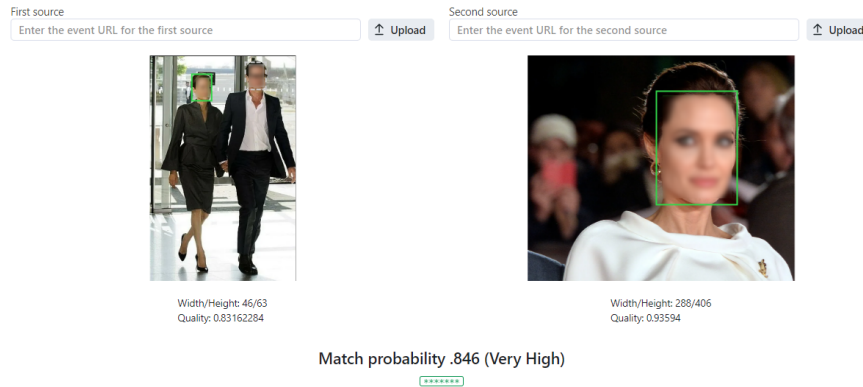 First source
Second source
Enter the event URL for the first source
Upload
Enter the event URL for the second source
Upload
Width/Height: 46/63
Quality: 0.83162284
Width/Height: 288/406
Quality: 0.93594
Match probability .846 (Very High)
*******